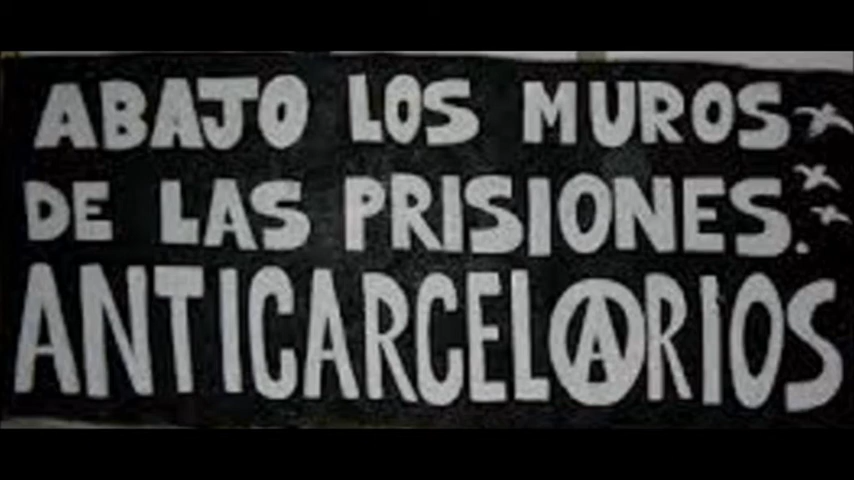 ABAJO LOS MUROS
DE LAS PRISIONES.
ANTICARCELARIOS